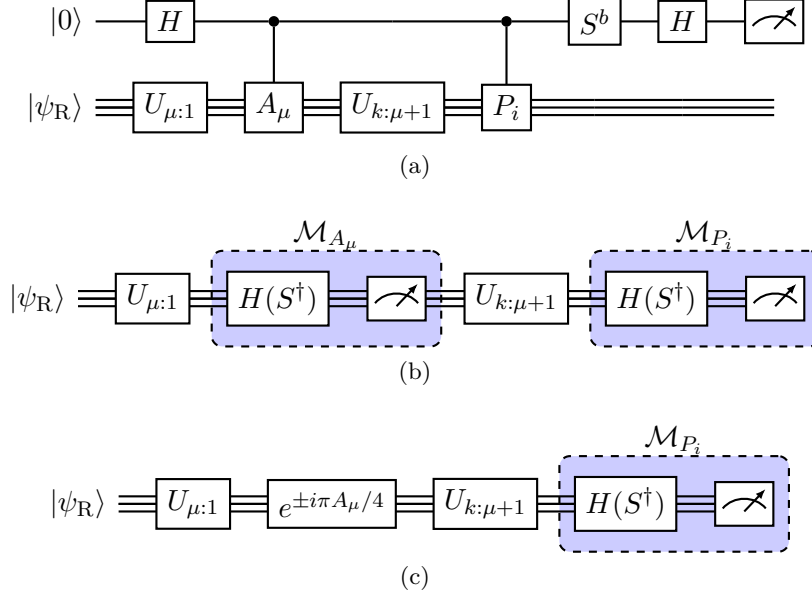 |0⟩ H S^b H
|ψ_R⟩ U_{μ:1} A_μ U_{k:μ+1} P_i
(a)
𝓜_{A_μ} 𝓜_{P_i}
|ψ_R⟩ U_{μ:1} H(S^†) U_{k:μ+1} H(S^†)
(b)
𝓜_{P_i}
|ψ_R⟩ U_{μ:1} e^{±iπA_μ/4} U_{k:μ+1} H(S^†)
(c)